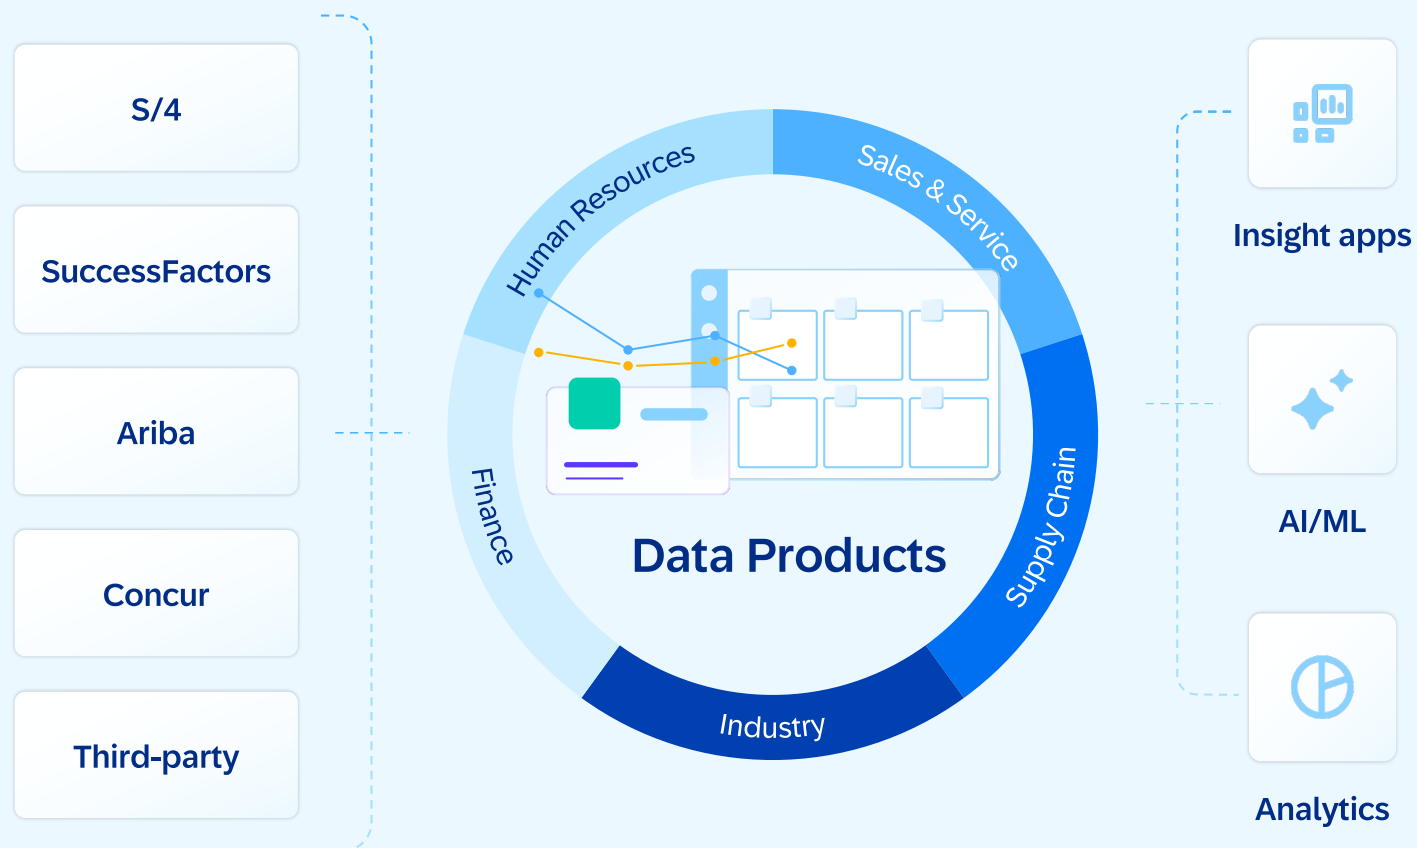 S/4
SuccessFactors
Ariba
Concur
Third-party
Human Resources
Sales & Service
Finance
Supply Chain
Industry
Data Products
Insight apps
AI/ML
Analytics